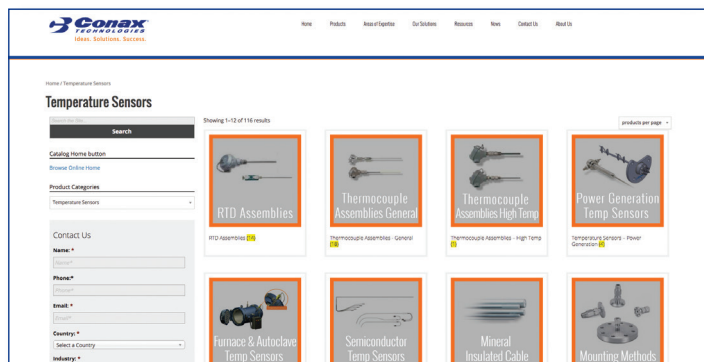 Conax
TECHNOLOGIES
Ideas. Solutions. Success.
Home Products Areas of Expertise Our Solutions Resources News Contact Us About Us
Home / Temperature Sensors
Temperature Sensors
Search
Catalog Home button
Browse Online Home
Product Categories
Temperature Sensors
Contact Us
Name: *
Name*
Phone:*
Phone*
Email: *
Email*
Country: *
Select a Country
Industry: *
Showing 1–12 of 116 results
products per page
RTD Assemblies
Thermocouple
Assemblies General
Thermocouple
Assemblies High Temp
Power Generation
Temp Sensors
RTD Assemblies (14)
Thermocouple Assemblies - General
(18)
Thermocouple Assemblies - High Temp
Temperature Sensors - Power
Generation (4)
Furnace & Autoclave
Temp Sensors
Semiconductor
Temp Sensors
Mineral
Insulated Cable
Mounting Methods